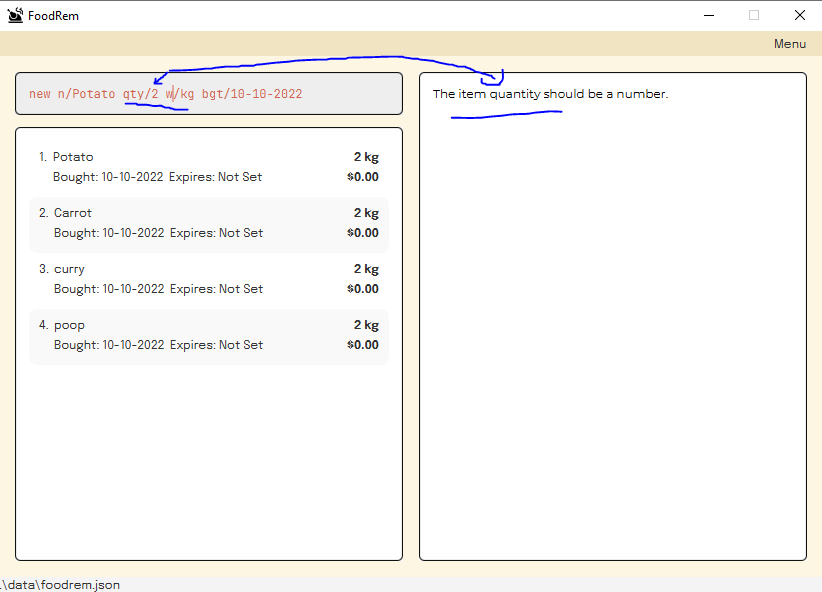 FoodRem
Menu
new n/Potato qty/2 w/kg bgt/10-10-2022
The item quantity should be a number.
1. Potato 2 kg
Bought: 10-10-2022 Expires: Not Set $0.00
2. Carrot 2 kg
Bought: 10-10-2022 Expires: Not Set $0.00
3. curry 2 kg
Bought: 10-10-2022 Expires: Not Set $0.00
4. poop 2 kg
Bought: 10-10-2022 Expires: Not Set $0.00
.\data\foodrem.json